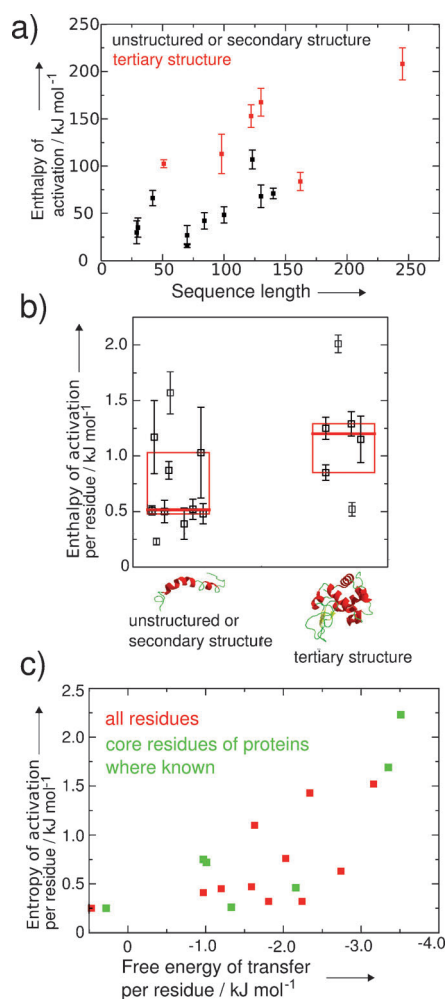 a)
unstructured or secondary structure
tertiary structure
Enthalpy of
activation / kJ mol⁻¹
250
200
150
100
50
0
0 50 100 150 200 250
Sequence length
b)
Enthalpy of activation
per residue / kJ mol⁻¹
2.0
1.5
1.0
0.5
0
unstructured or
secondary structure
tertiary structure
c)
all residues
core residues of proteins
where known
Entropy of activation
per residue / kJ mol⁻¹
2.5
2.0
1.5
1.0
0.5
0
0 -1.0 -2.0 -3.0 -4.0
Free energy of transfer
per residue / kJ mol⁻¹